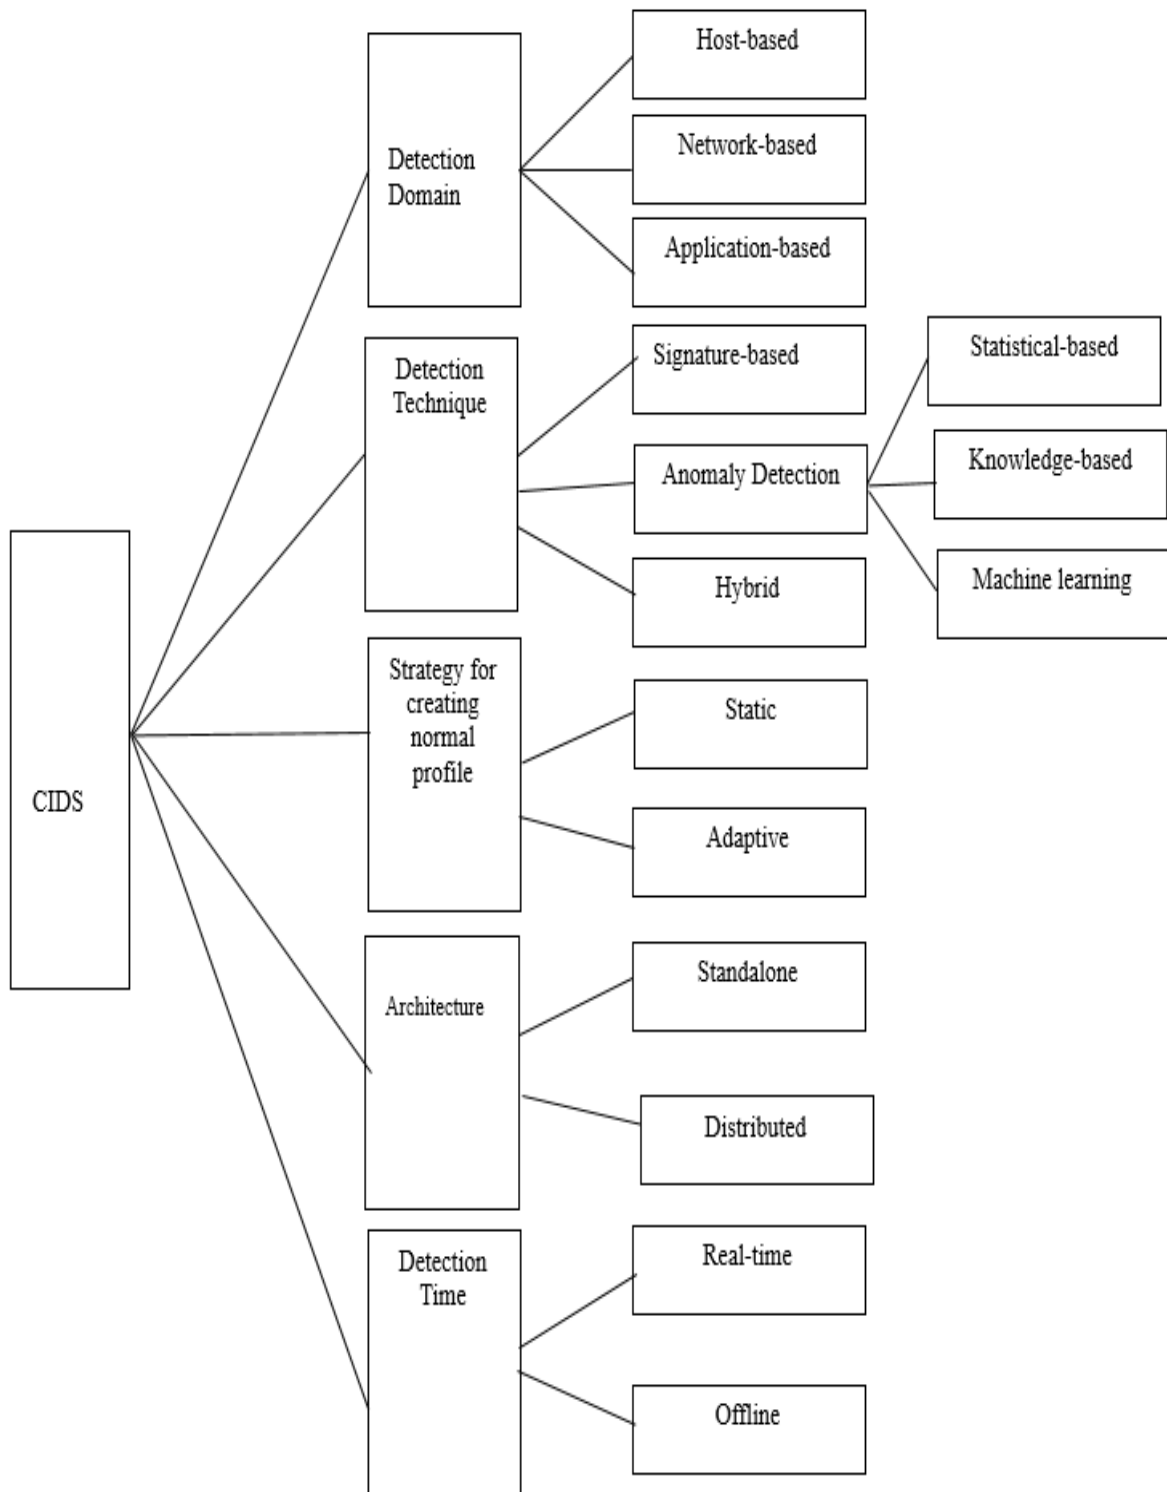 CIDS
Detection
Domain
Host-based
Network-based
Application-based
Detection
Technique
Signature-based
Anomaly Detection
Statistical-based
Knowledge-based
Machine learning
Hybrid
Strategy for
creating
normal
profile
Static
Adaptive
Architecture
Standalone
Distributed
Detection
Time
Real-time
Offline